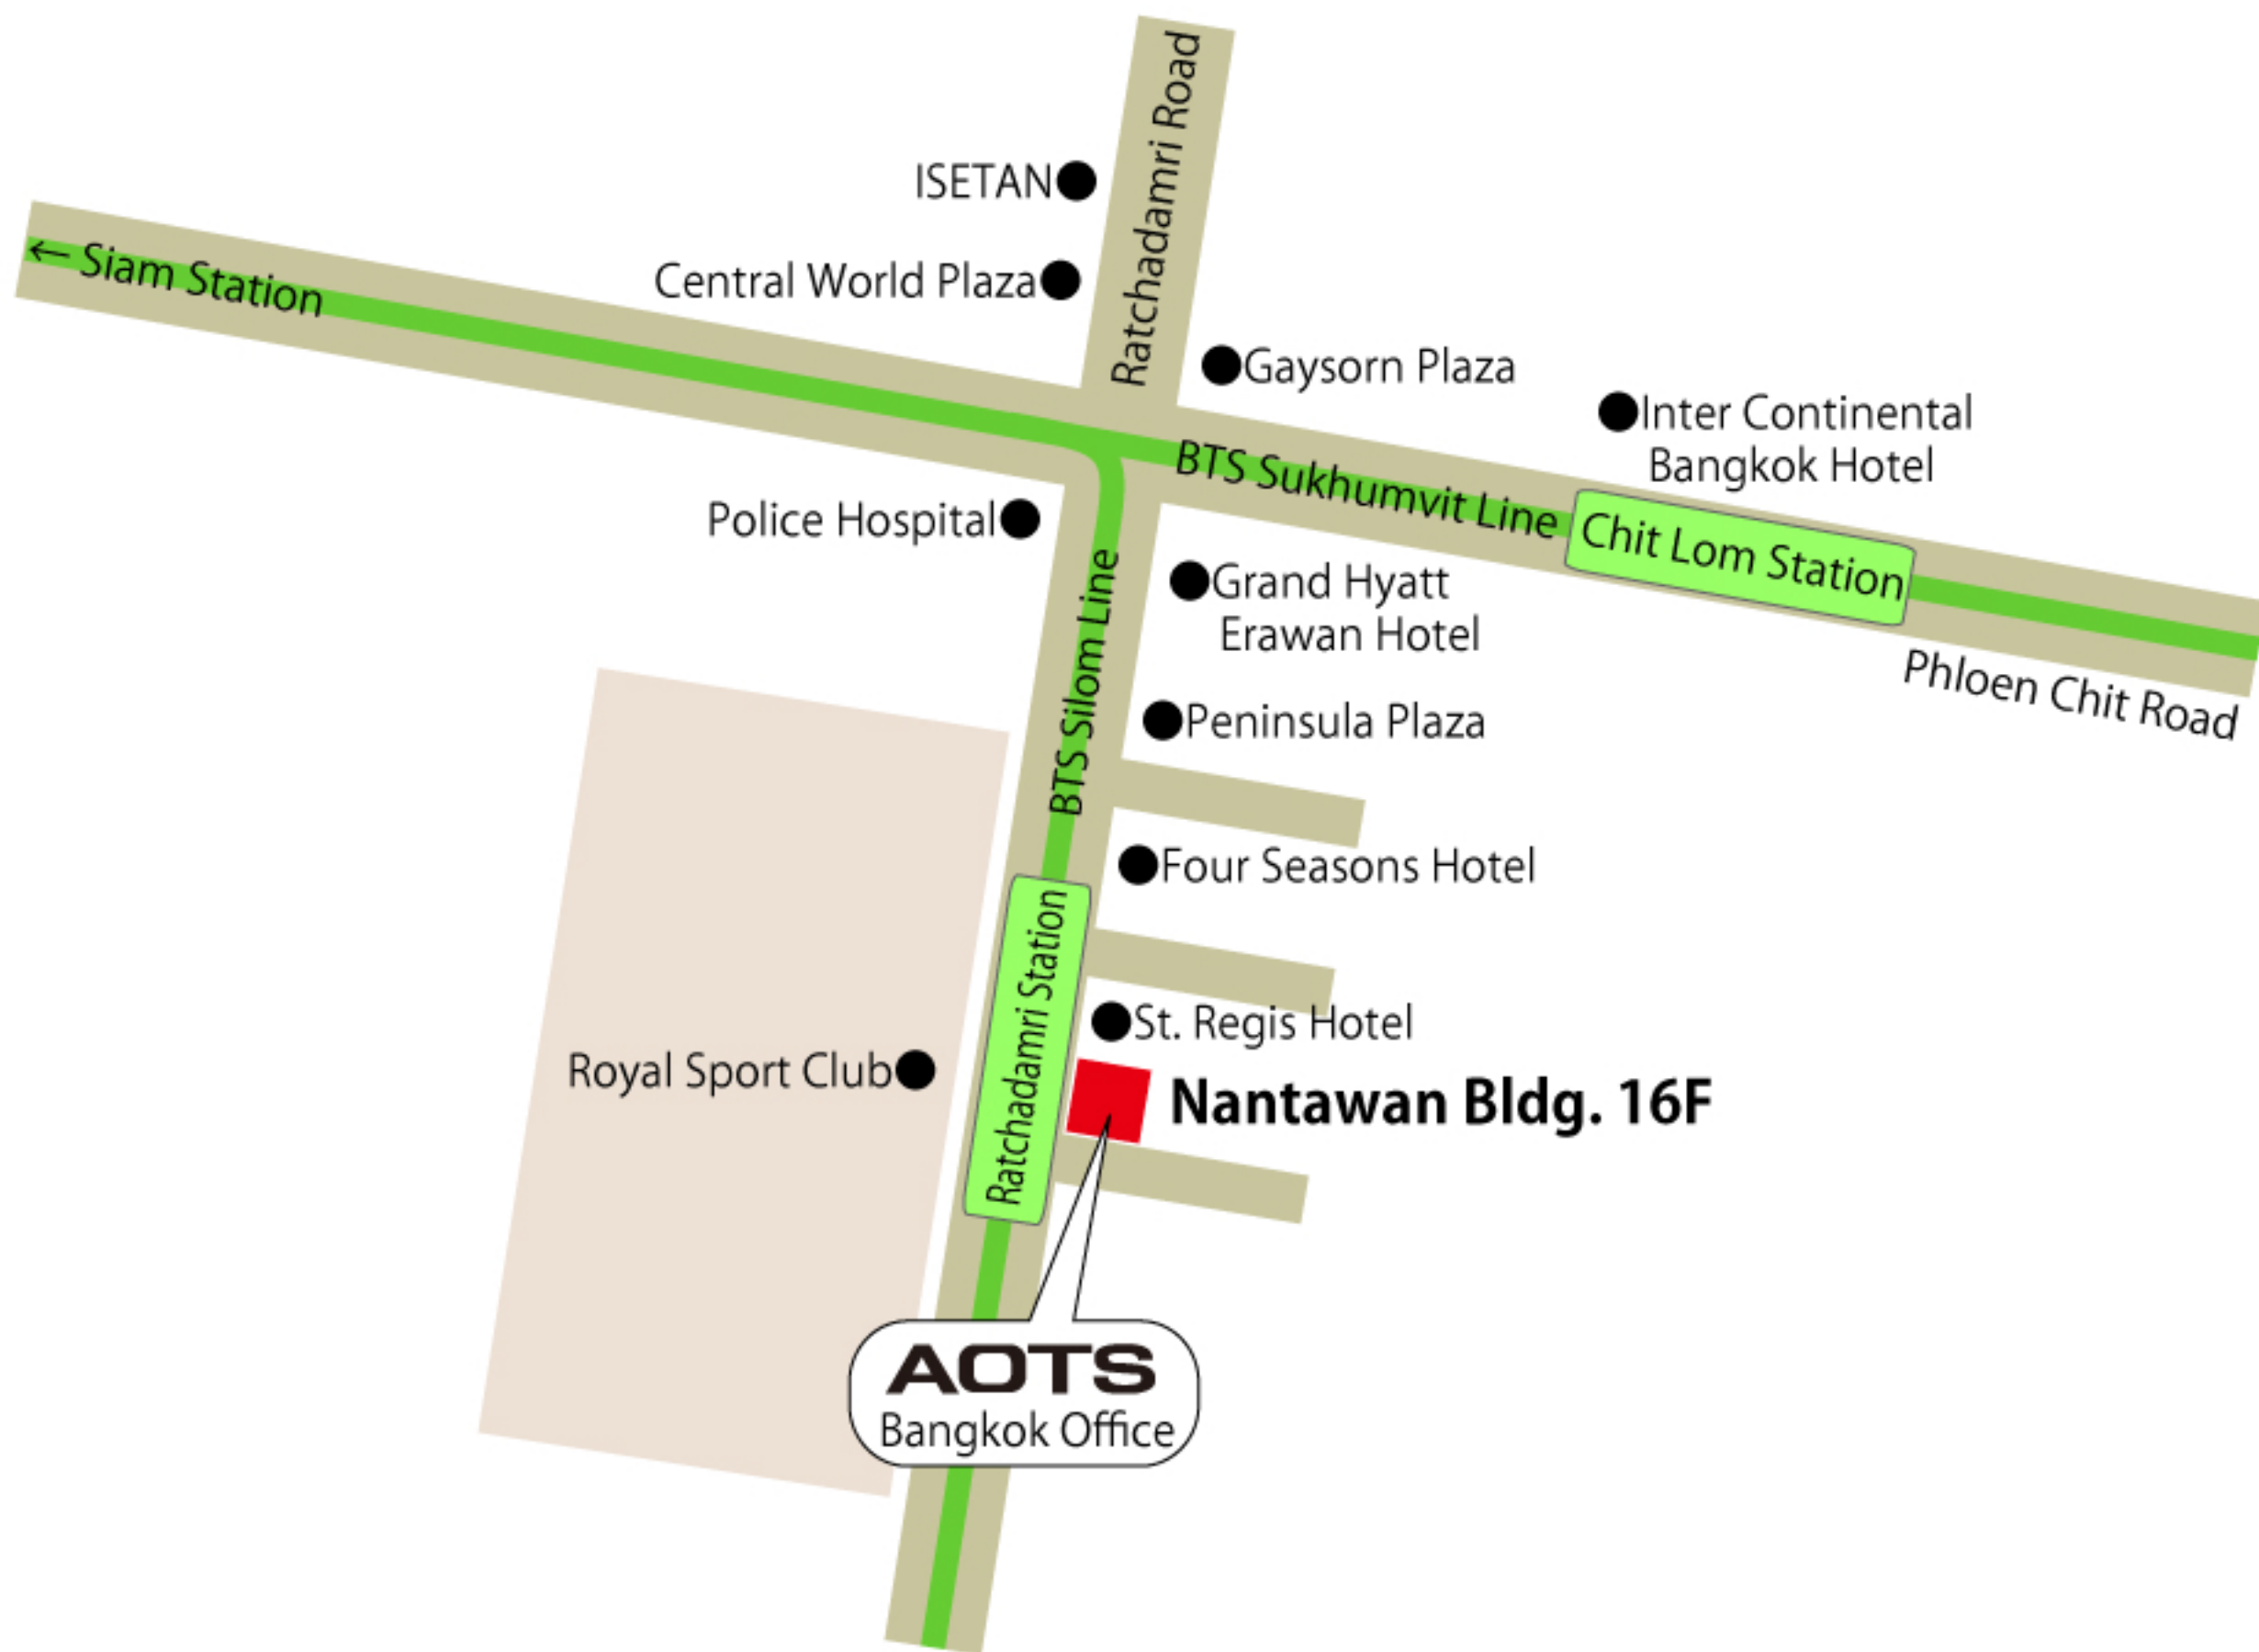 Ratchadamri Road
ISETAN
← Siam Station
Central World Plaza
Gaysorn Plaza
Inter Continental
Bangkok Hotel
BTS Sukhumvit Line
Chit Lom Station
Police Hospital
BTS Silom Line
Grand Hyatt
Erawan Hotel
Phloen Chit Road
Peninsula Plaza
Four Seasons Hotel
Ratchadamri Station
St. Regis Hotel
Royal Sport Club
Nantawan Bldg. 16F
AOTS
Bangkok Office